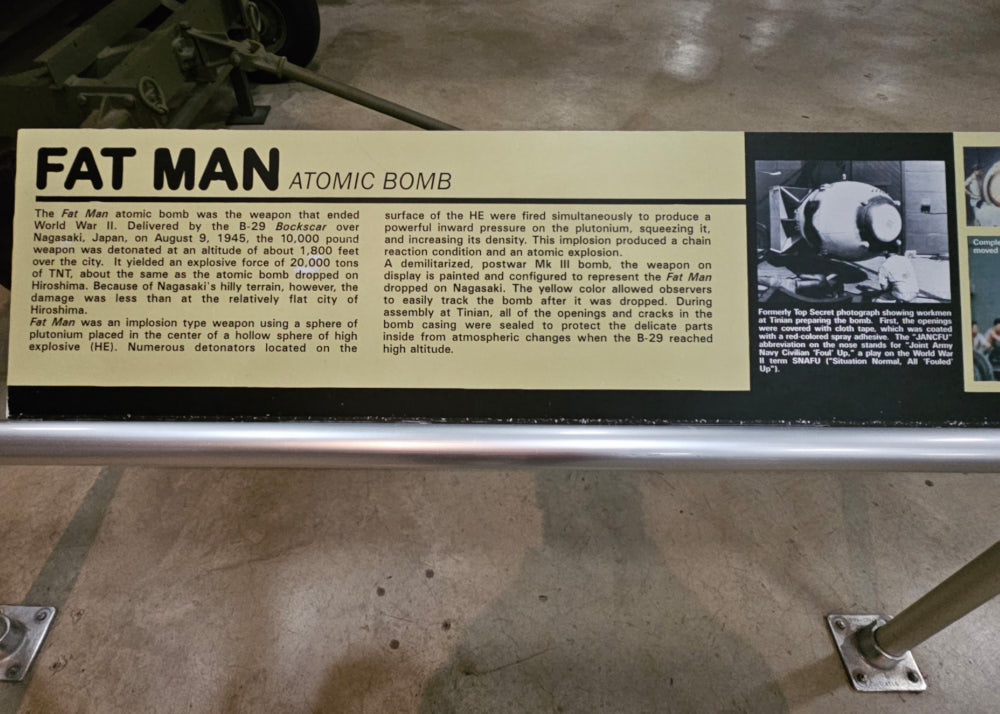 FAT MAN ATOMIC BOMB
The Fat Man atomic bomb was the weapon that ended
World War II. Delivered by the B-29 Bockscar over
Nagasaki, Japan, on August 9, 1945, the 10,000 pound
weapon was detonated at an altitude of about 1,800 feet
over the city. It yielded an explosive force of 20,000 tons
of TNT, about the same as the atomic bomb dropped on
Hiroshima. Because of Nagasaki's hilly terrain, however, the
damage was less than at the relatively flat city of
Hiroshima.
Fat Man was an implosion type weapon using a sphere of
plutonium placed in the center of a hollow sphere of high
explosive (HE). Numerous detonators located on the
surface of the HE were fired simultaneously to produce a
powerful inward pressure on the plutonium, squeezing it,
and increasing its density. This implosion produced a chain
reaction condition and an atomic explosion.
A demilitarized, postwar Mk III bomb, the weapon on
display is painted and configured to represent the Fat Man
dropped on Nagasaki. The yellow color allowed observers
to easily track the bomb after it was dropped. During
assembly at Tinian, all of the openings and cracks in the
bomb casing were sealed to protect the delicate parts
inside from atmospheric changes when the B-29 reached
high altitude.
Formerly Top Secret photograph showing workmen
at Tinian preparing the bomb. First, the openings
were covered with cloth tape, which was coated
with a red-colored spray adhesive. The "JANCFU"
abbreviation on the nose stands for "Joint Army
Navy Civilian 'Foul' Up," a play on the World War
II term SNAFU ("Situation Normal, All 'Fouled'
Up").
moved